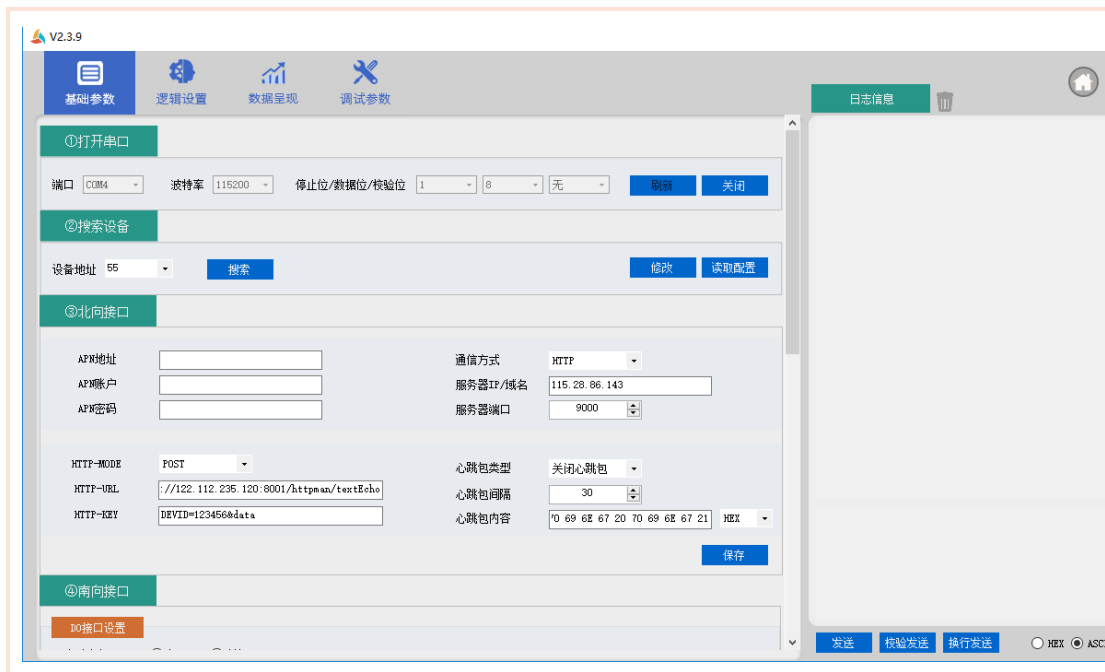 V2.3.9
基础参数 逻辑设置 数据呈现 调试参数
日志信息
①打开串口
端口 COM4 波特率 115200 停止位/数据位/校验位 1 8 无 刷新 关闭
②搜索设备
设备地址 55 搜索 修改 读取配置
③北向接口
APN地址 通信方式 HTTP
APN账户 服务器IP/域名 115.28.86.143
APN密码 服务器端口 9000
HTTP-MODE POST 心跳包类型 关闭心跳包
HTTP-URL ://122.112.235.120:8001/httpman/textEcho 心跳包间隔 30
HTTP-KEY DEVID=123456&data 心跳包内容 0 69 6E 67 20 70 69 6E 67 21 HEX
保存
④南向接口
DO接口设置
发送 校验发送 换行发送 HEX ASCI